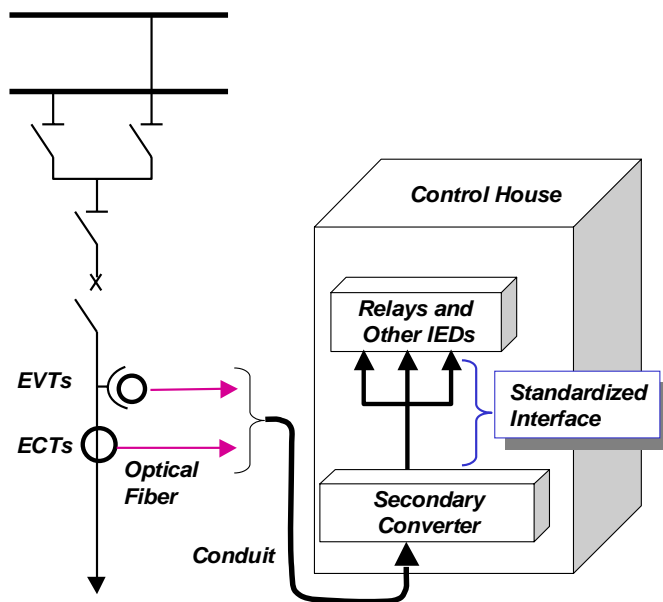 Control House
Relays and
Other IEDs
EVTs
Standardized
Interface
ECTs
Optical
Fiber
Secondary
Converter
Conduit